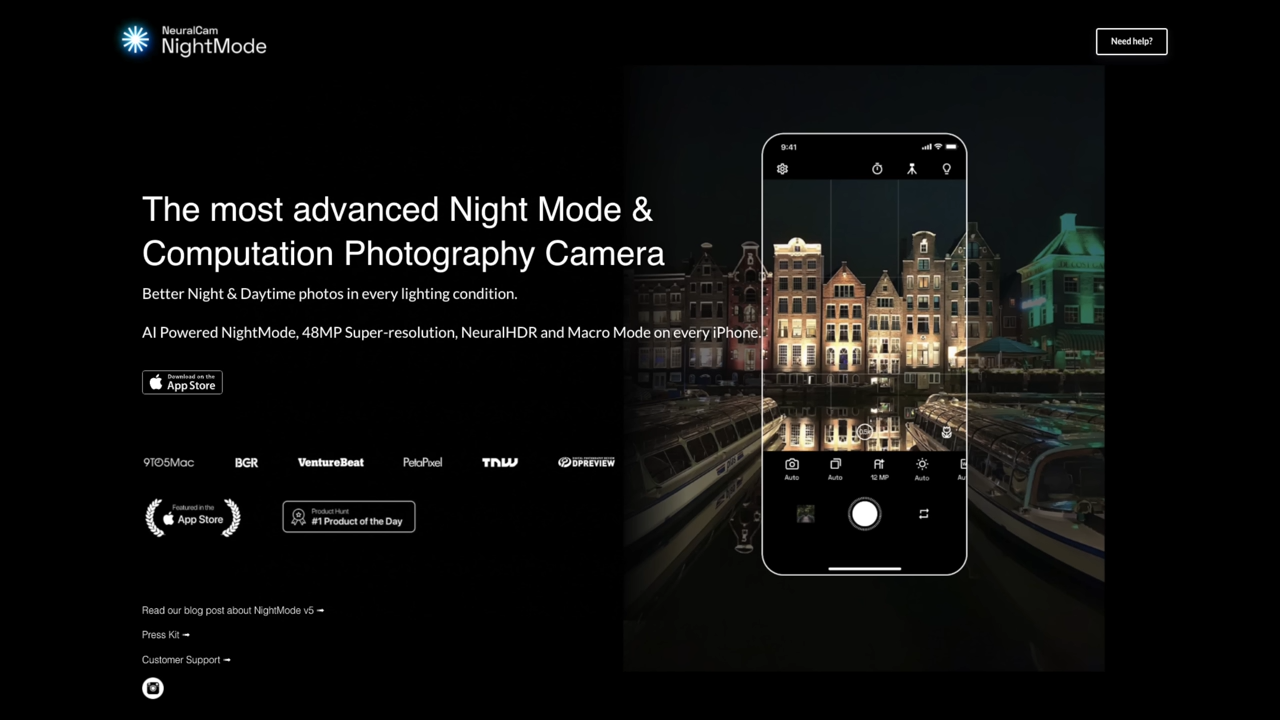 NeuralCam
NightMode
Need help?
The most advanced Night Mode &
Computation Photography Camera
Better Night & Daytime photos in every lighting condition.
AI Powered NightMode, 48MP Super-resolution, NeuralHDR and Macro Mode on every iPhone.
Download on the
App Store
9TO5Mac BGR VentureBeat PetaPixel TNW DPREVIEW
Featured in the
App Store
Product Hunt
#1 Product of the Day
Read our blog post about NightMode v5 ➞
Press Kit ➞
Customer Support ➞
9:41
Auto Auto 12 MP Auto Au